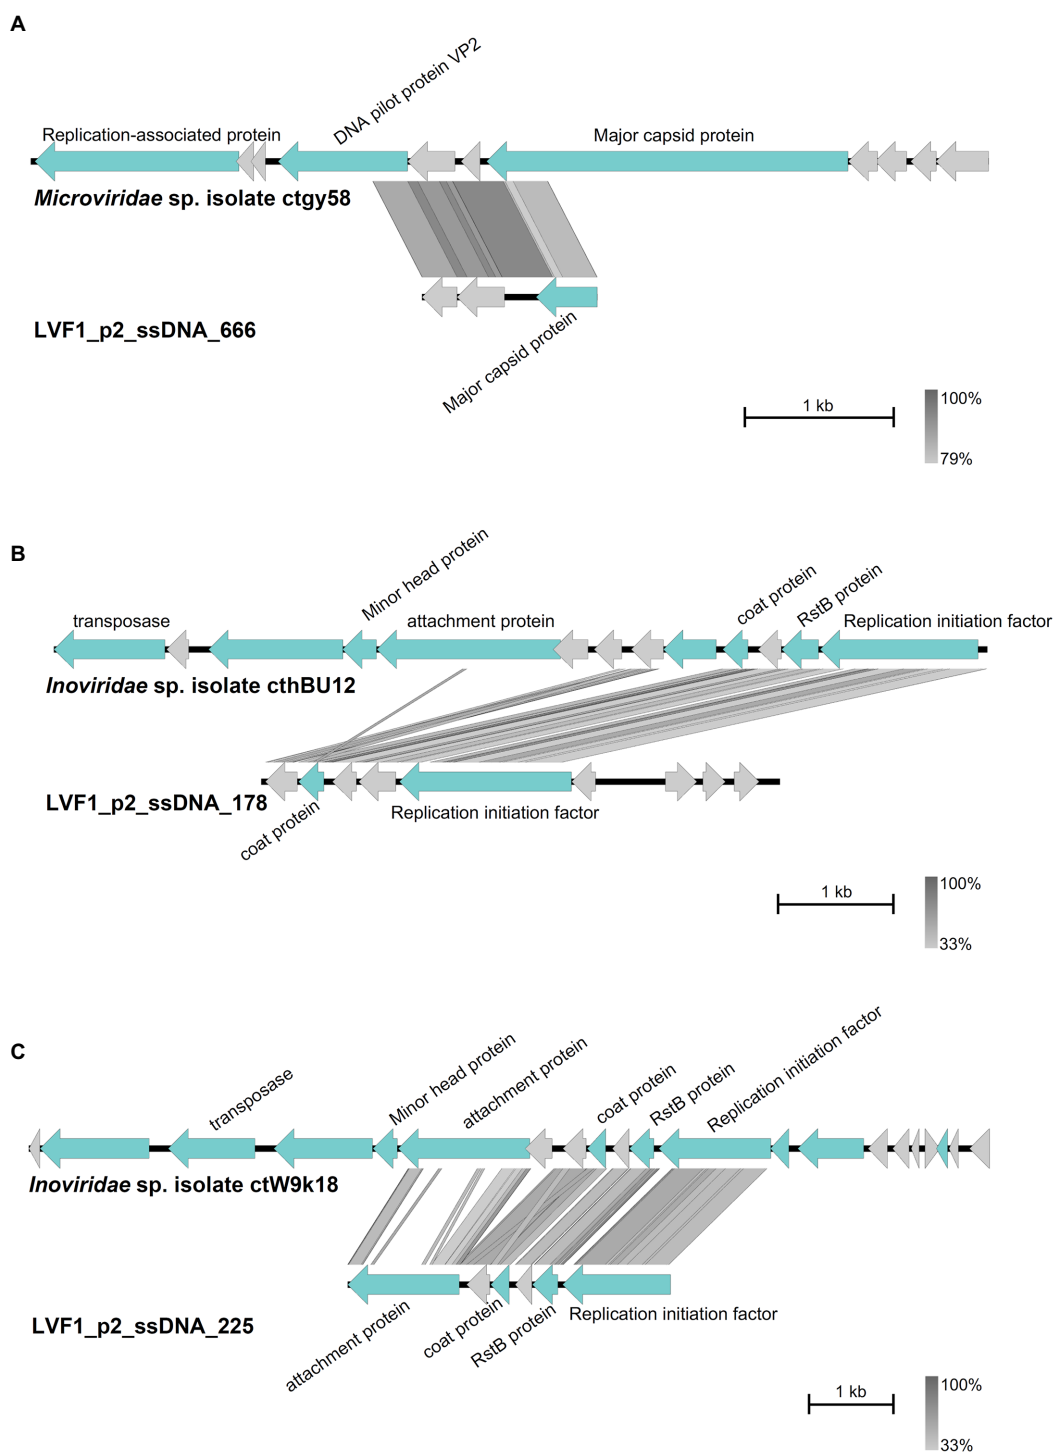 A
DNA pilot protein VP2
Replication-associated protein
Major capsid protein
Microviridae sp. isolate ctgy58
LVF1_p2_ssDNA_666
Major capsid protein
1 kb
100%
79%
B
Minor head protein
coat protein
RstB protein
transposase
attachment protein
Replication initiation factor
Inoviridae sp. isolate cthBU12
LVF1_p2_ssDNA_178
coat protein
Replication initiation factor
1 kb
100%
33%
C
transposase
Minor head protein
attachment protein
coat protein
RstB protein
Replication initiation factor
Inoviridae sp. isolate ctW9k18
LVF1_p2_ssDNA_225
attachment protein
coat protein
RstB protein
Replication initiation factor
1 kb
100%
33%